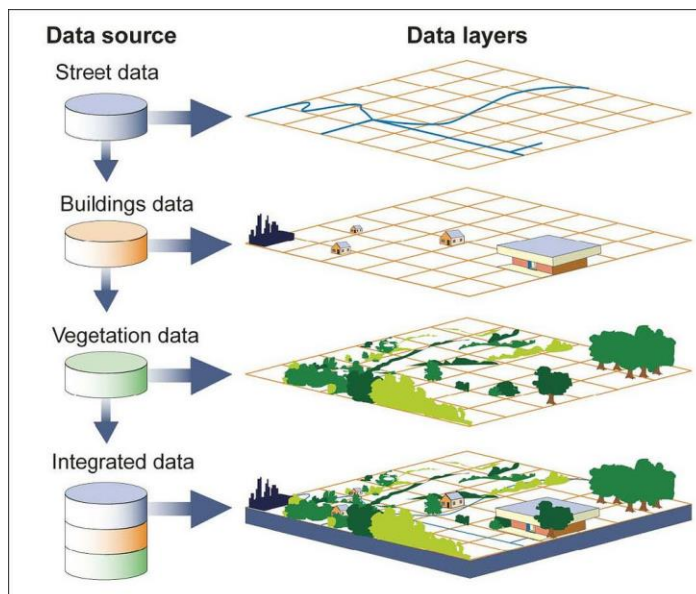 Data source
Data layers
Street data
Buildings data
Vegetation data
Integrated data